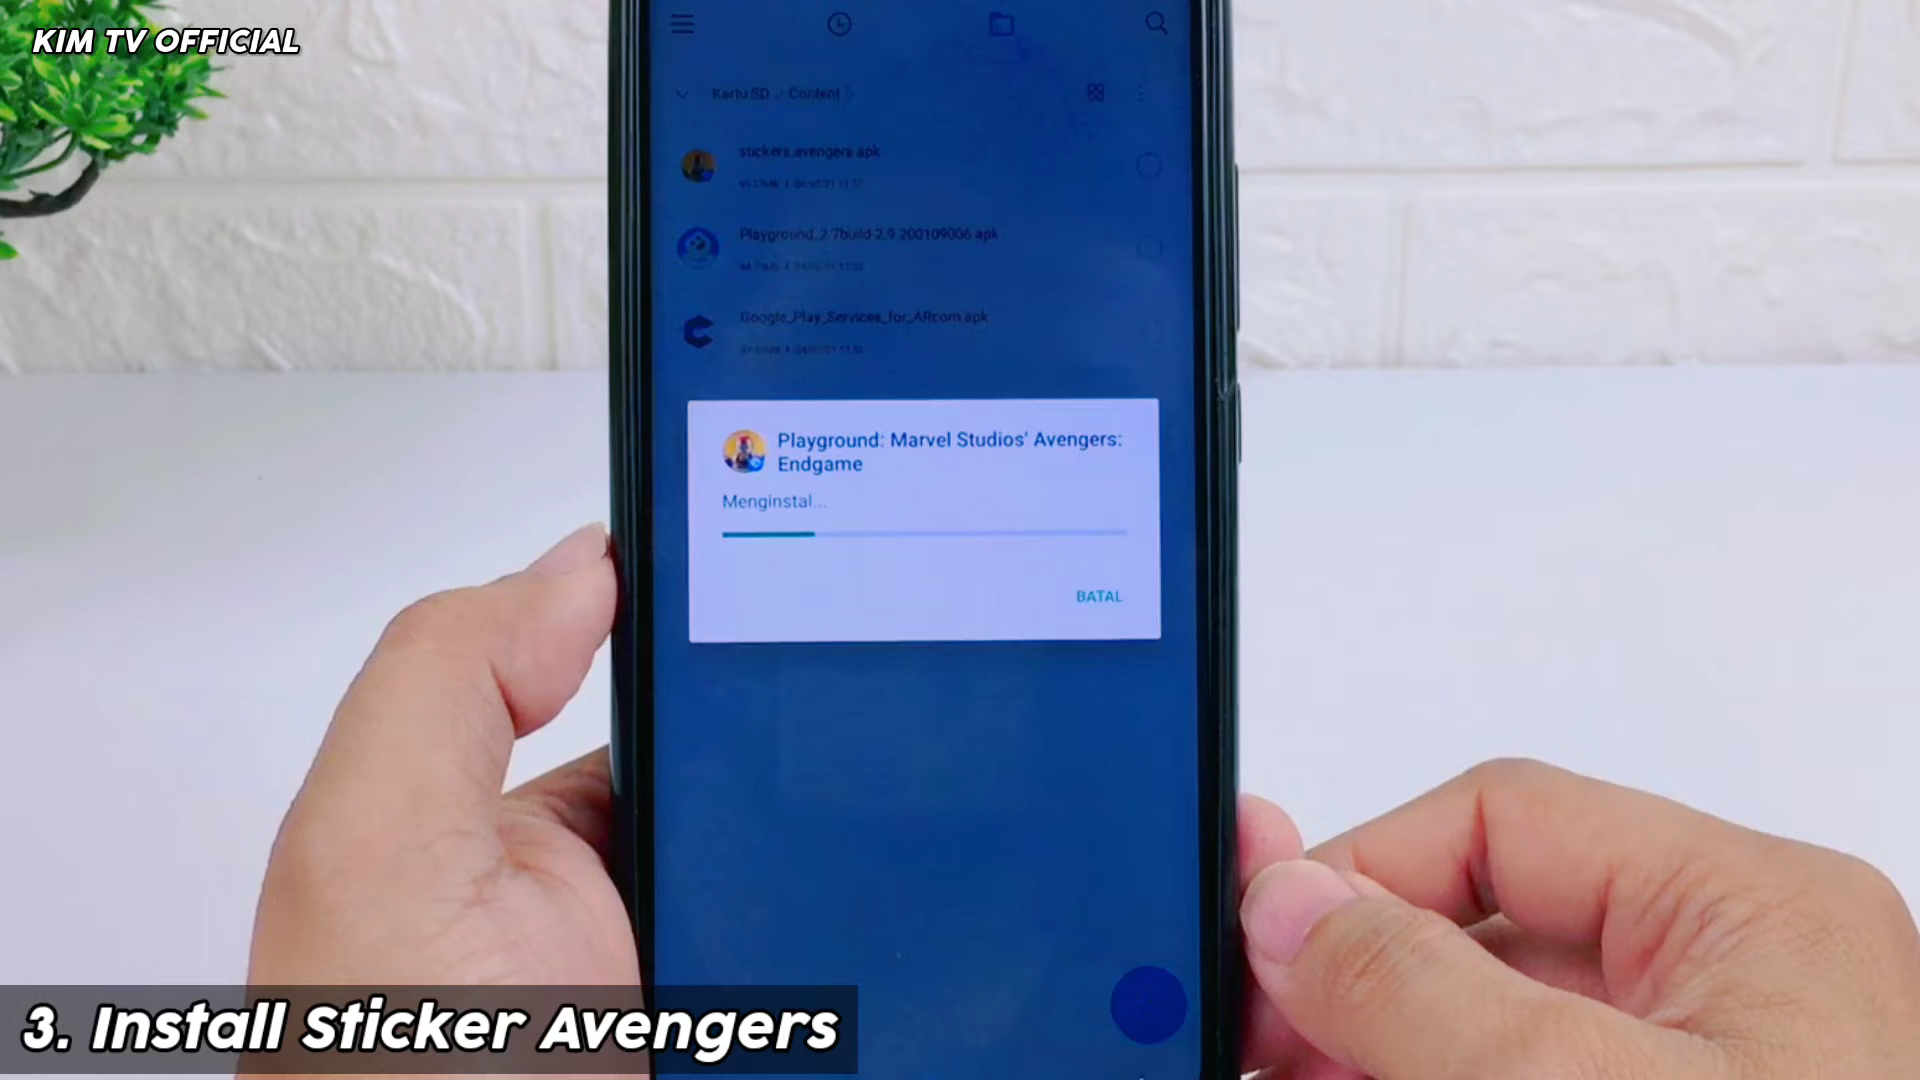 KIM TV OFFICIAL
Kartu SD
Content
stickers.avengers.apk
Playground_2.7build-2.9.200109006.apk
Google_Play_Services_for_ARcom.apk
Playground: Marvel Studios' Avengers:
Endgame
Menginstal...
BATAL
3. Install Sticker Avengers